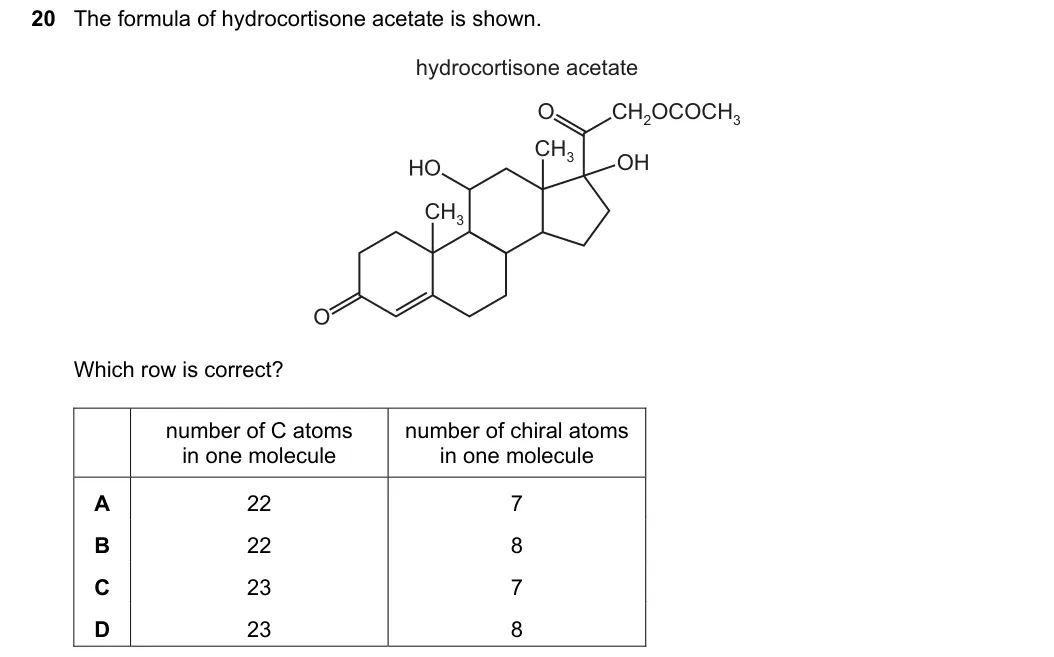 20 The formula of hydrocortisone acetate is shown.
hydrocortisone acetate
O CH₂OCOCH₃
CH₃ OH
HO
CH₃
O
Which row is correct?
number of C atoms in one molecule number of chiral atoms in one molecule
A 22 7
B 22 8
C 23 7
D 23 8